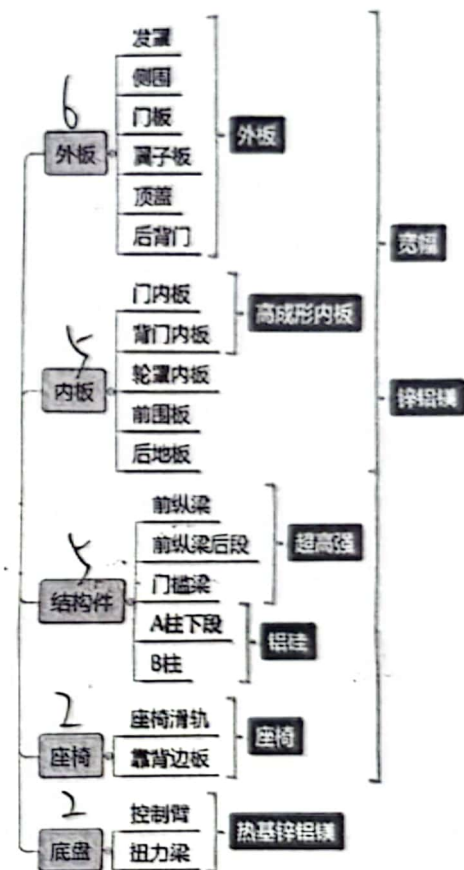 发罩
侧围
6
门板
外板
外板
翼子板
顶盖
后背门
宽幅
门内板
高成形内板
背门内板
5
轮罩内板
内板
锌铝镁
前围板
后地板
前纵梁
前纵梁后段
超高强
5
门槛梁
结构件
A柱下段
铝硅
B柱
2
座椅滑轨
座椅
座椅
靠背边板
2
控制臂
热基锌铝镁
底盘
扭力梁